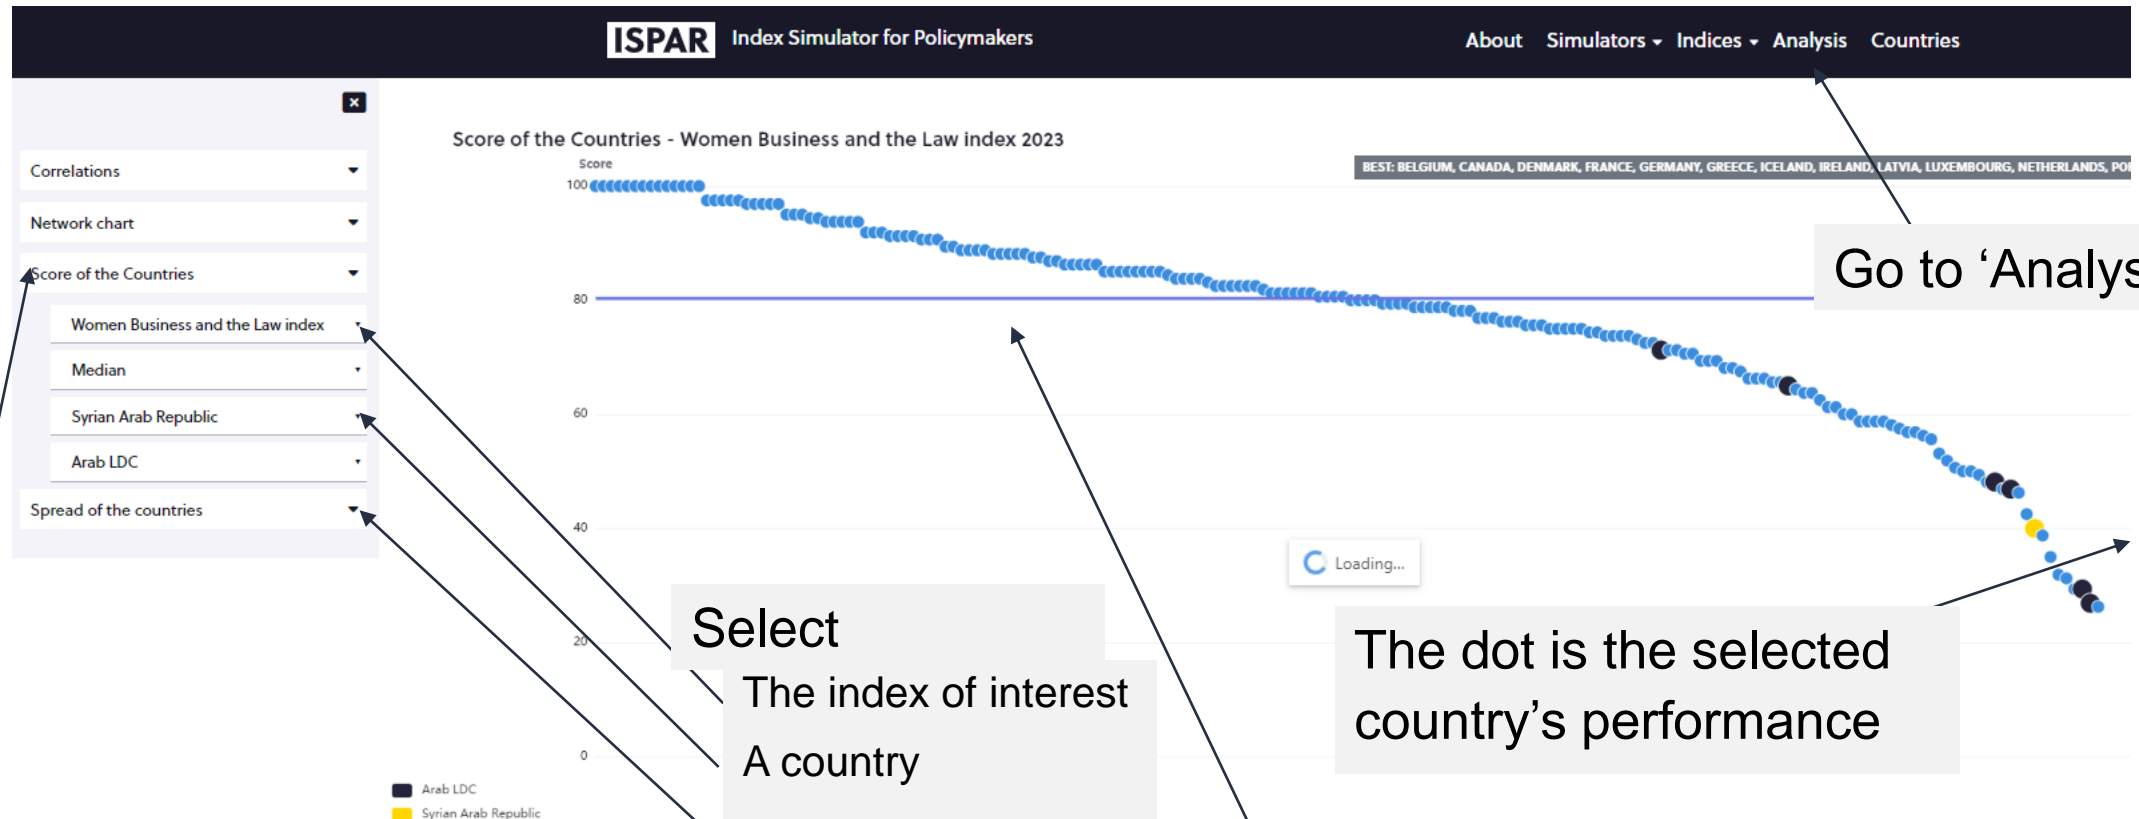 ISPAR Index Simulator for Policymakers
About Simulators Indices Analysis Countries
Correlations
Network chart
Score of the Countries
Women Business and the Law index
Median
Syrian Arab Republic
Arab LDC
Spread of the countries
Score of the Countries - Women Business and the Law index 2023
Score
BEST: BELGIUM, CANADA, DENMARK, FRANCE, GERMANY, GREECE, ICELAND, IRELAND, LATVIA, LUXEMBOURG, NETHERLANDS, POR
100
80
60
40
20
0
Go to ‘Analys
Loading...
Select
The index of interest
A country
The dot is the selected
country’s performance
Arab LDC
Syrian Arab Republic